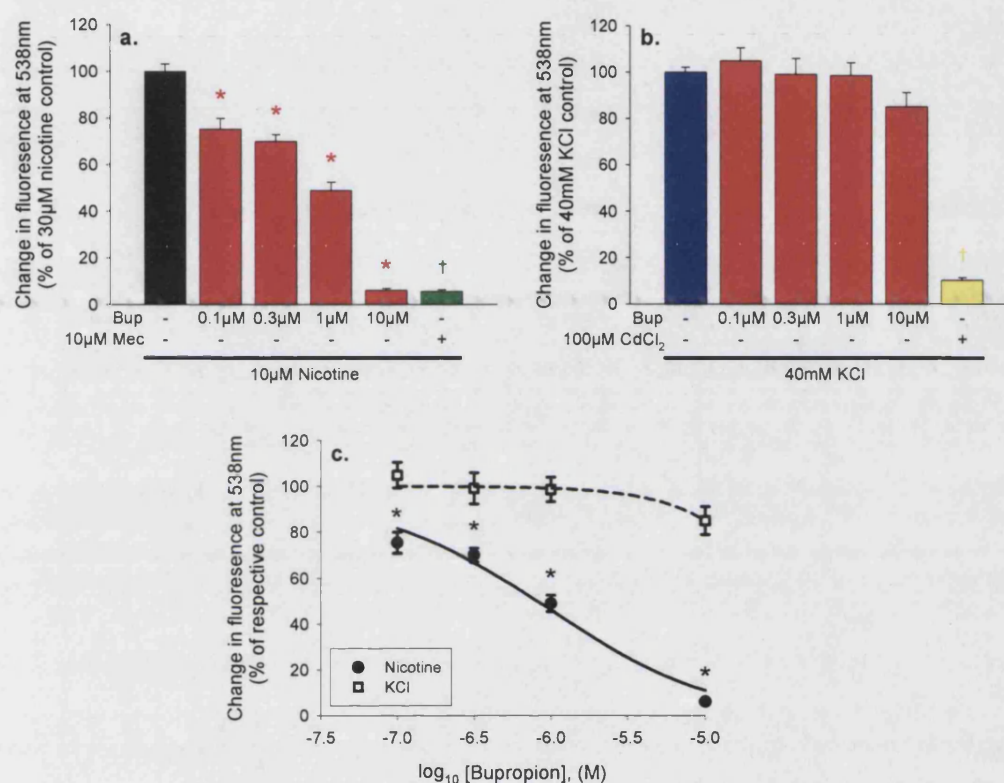 a.
Change in fluoresence at 538nm
(% of 30µM nicotine control)
120
100
80
60
40
20
0
* * * * †
Bup - 0.1µM 0.3µM 1µM 10µM -
10µM Mec - - - - - +
10µM Nicotine
b.
Change in fluoresence at 538nm
(% of 40mM KCl control)
120
100
80
60
40
20
0
†
Bup - 0.1µM 0.3µM 1µM 10µM -
100µM CdCl₂ - - - - - +
40mM KCl
c.
Change in fluoresence at 538nm
(% of respective control)
120
100
80
60
40
20
0
* * * *
Nicotine
KCl
-7.5 -7.0 -6.5 -6.0 -5.5 -5.0
log₁₀ [Bupropion], (M)